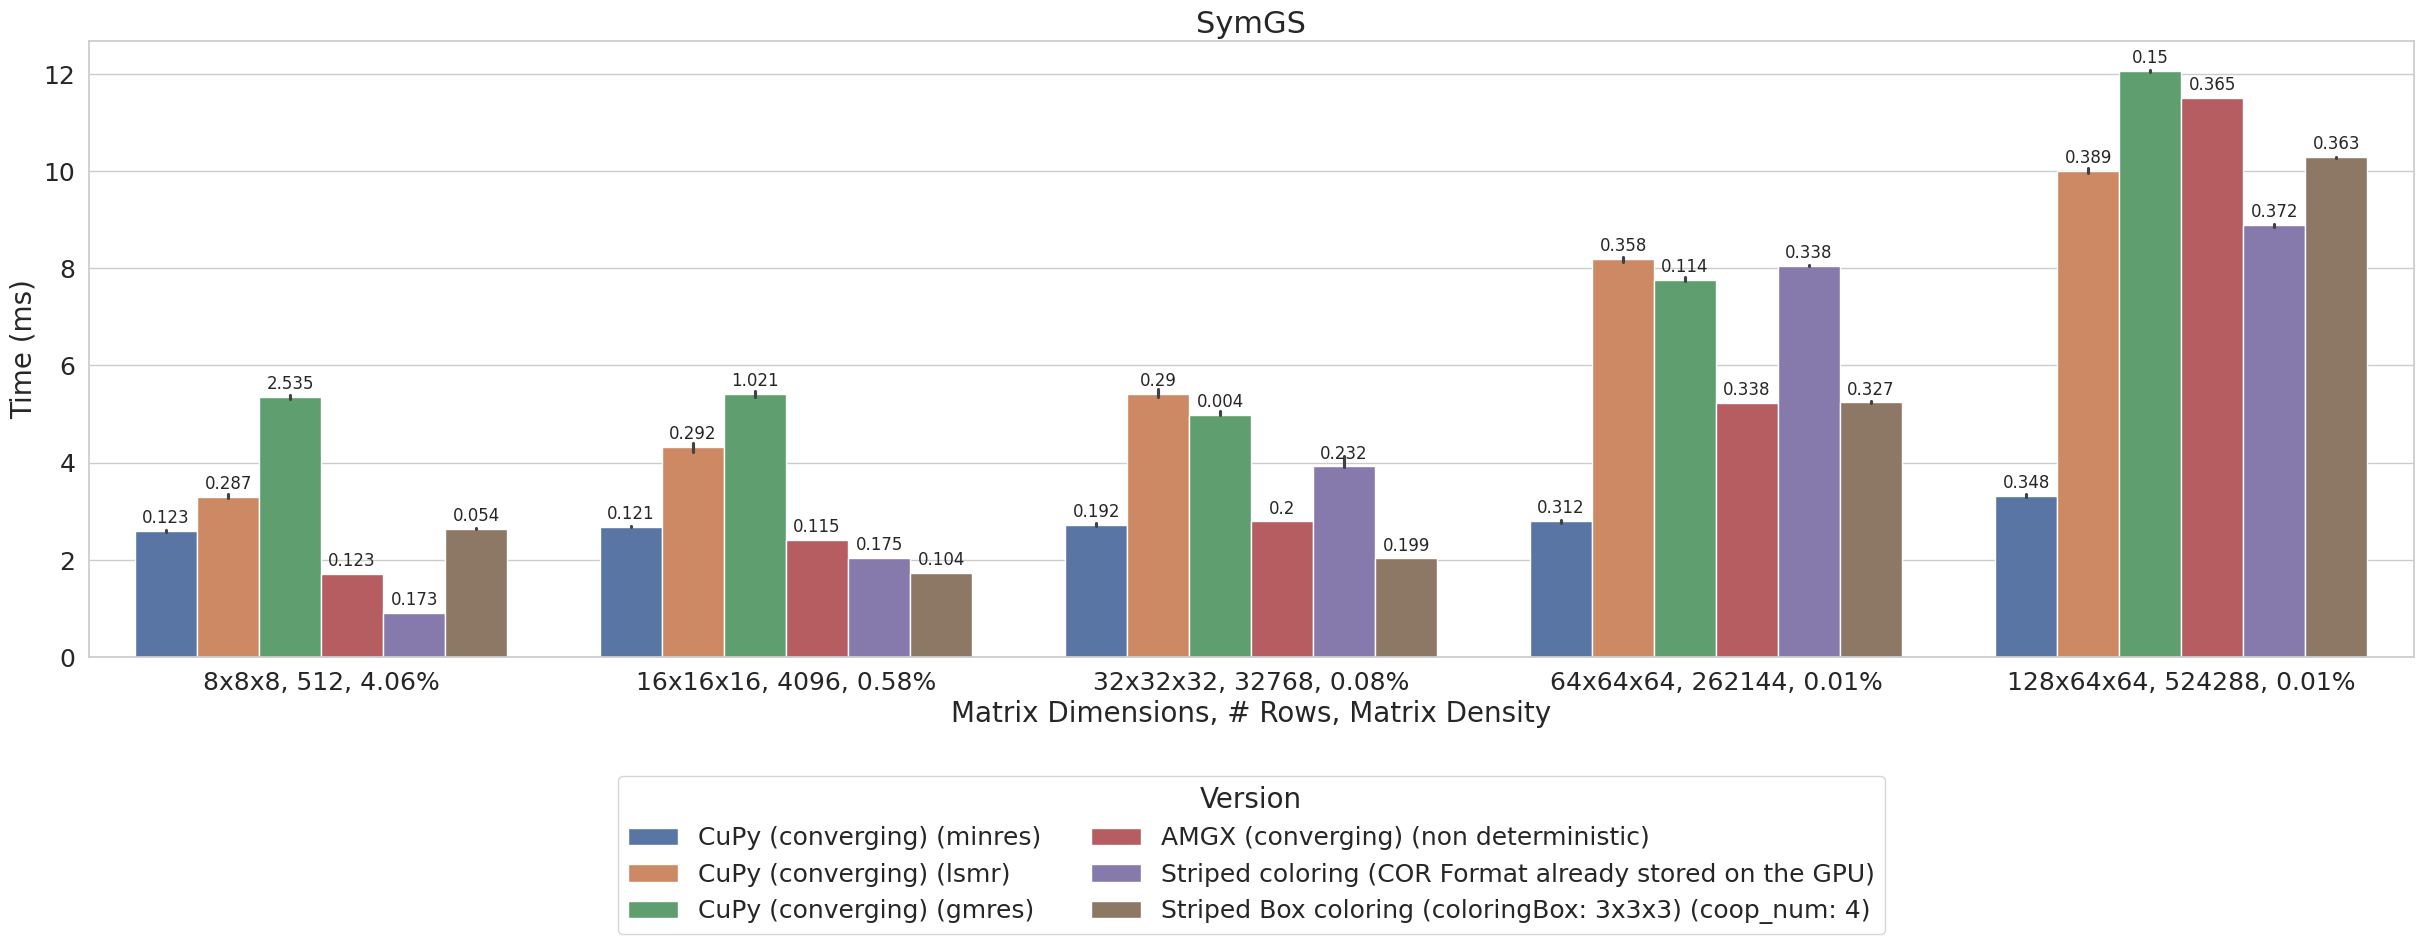 SymGS
Time (ms)
12
10
8
6
4
2
0
0.123
0.287
2.535
0.123
0.173
0.054
0.121
0.292
1.021
0.115
0.175
0.104
0.192
0.29
0.004
0.2
0.232
0.199
0.312
0.358
0.114
0.338
0.338
0.327
0.348
0.389
0.15
0.365
0.372
0.363
8x8x8, 512, 4.06%
16x16x16, 4096, 0.58%
32x32x32, 32768, 0.08%
64x64x64, 262144, 0.01%
128x64x64, 524288, 0.01%
Matrix Dimensions, # Rows, Matrix Density
Version
CuPy (converging) (minres)
CuPy (converging) (lsmr)
CuPy (converging) (gmres)
AMGX (converging) (non deterministic)
Striped coloring (COR Format already stored on the GPU)
Striped Box coloring (coloringBox: 3x3x3) (coop_num: 4)